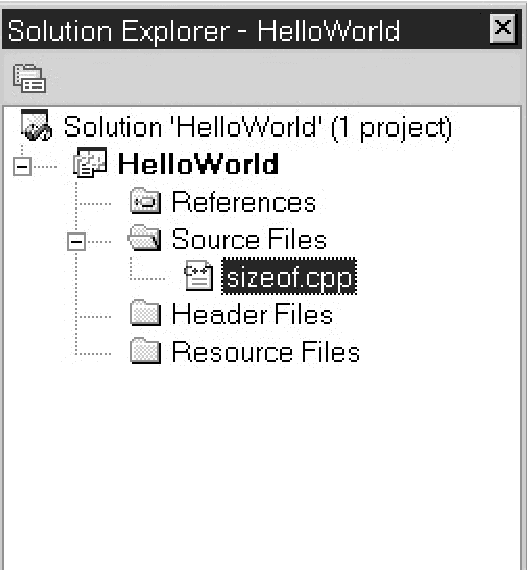 Solution Explorer - HelloWorld
Solution 'HelloWorld' (1 project)
HelloWorld
References
Source Files
sizeof.cpp
Header Files
Resource Files